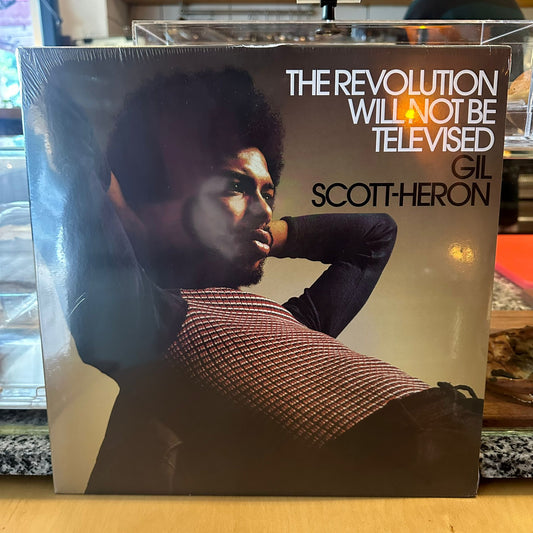 THE REVOLUTION
WILL NOT BE
TELEVISED
GIL
SCOTT-HERON